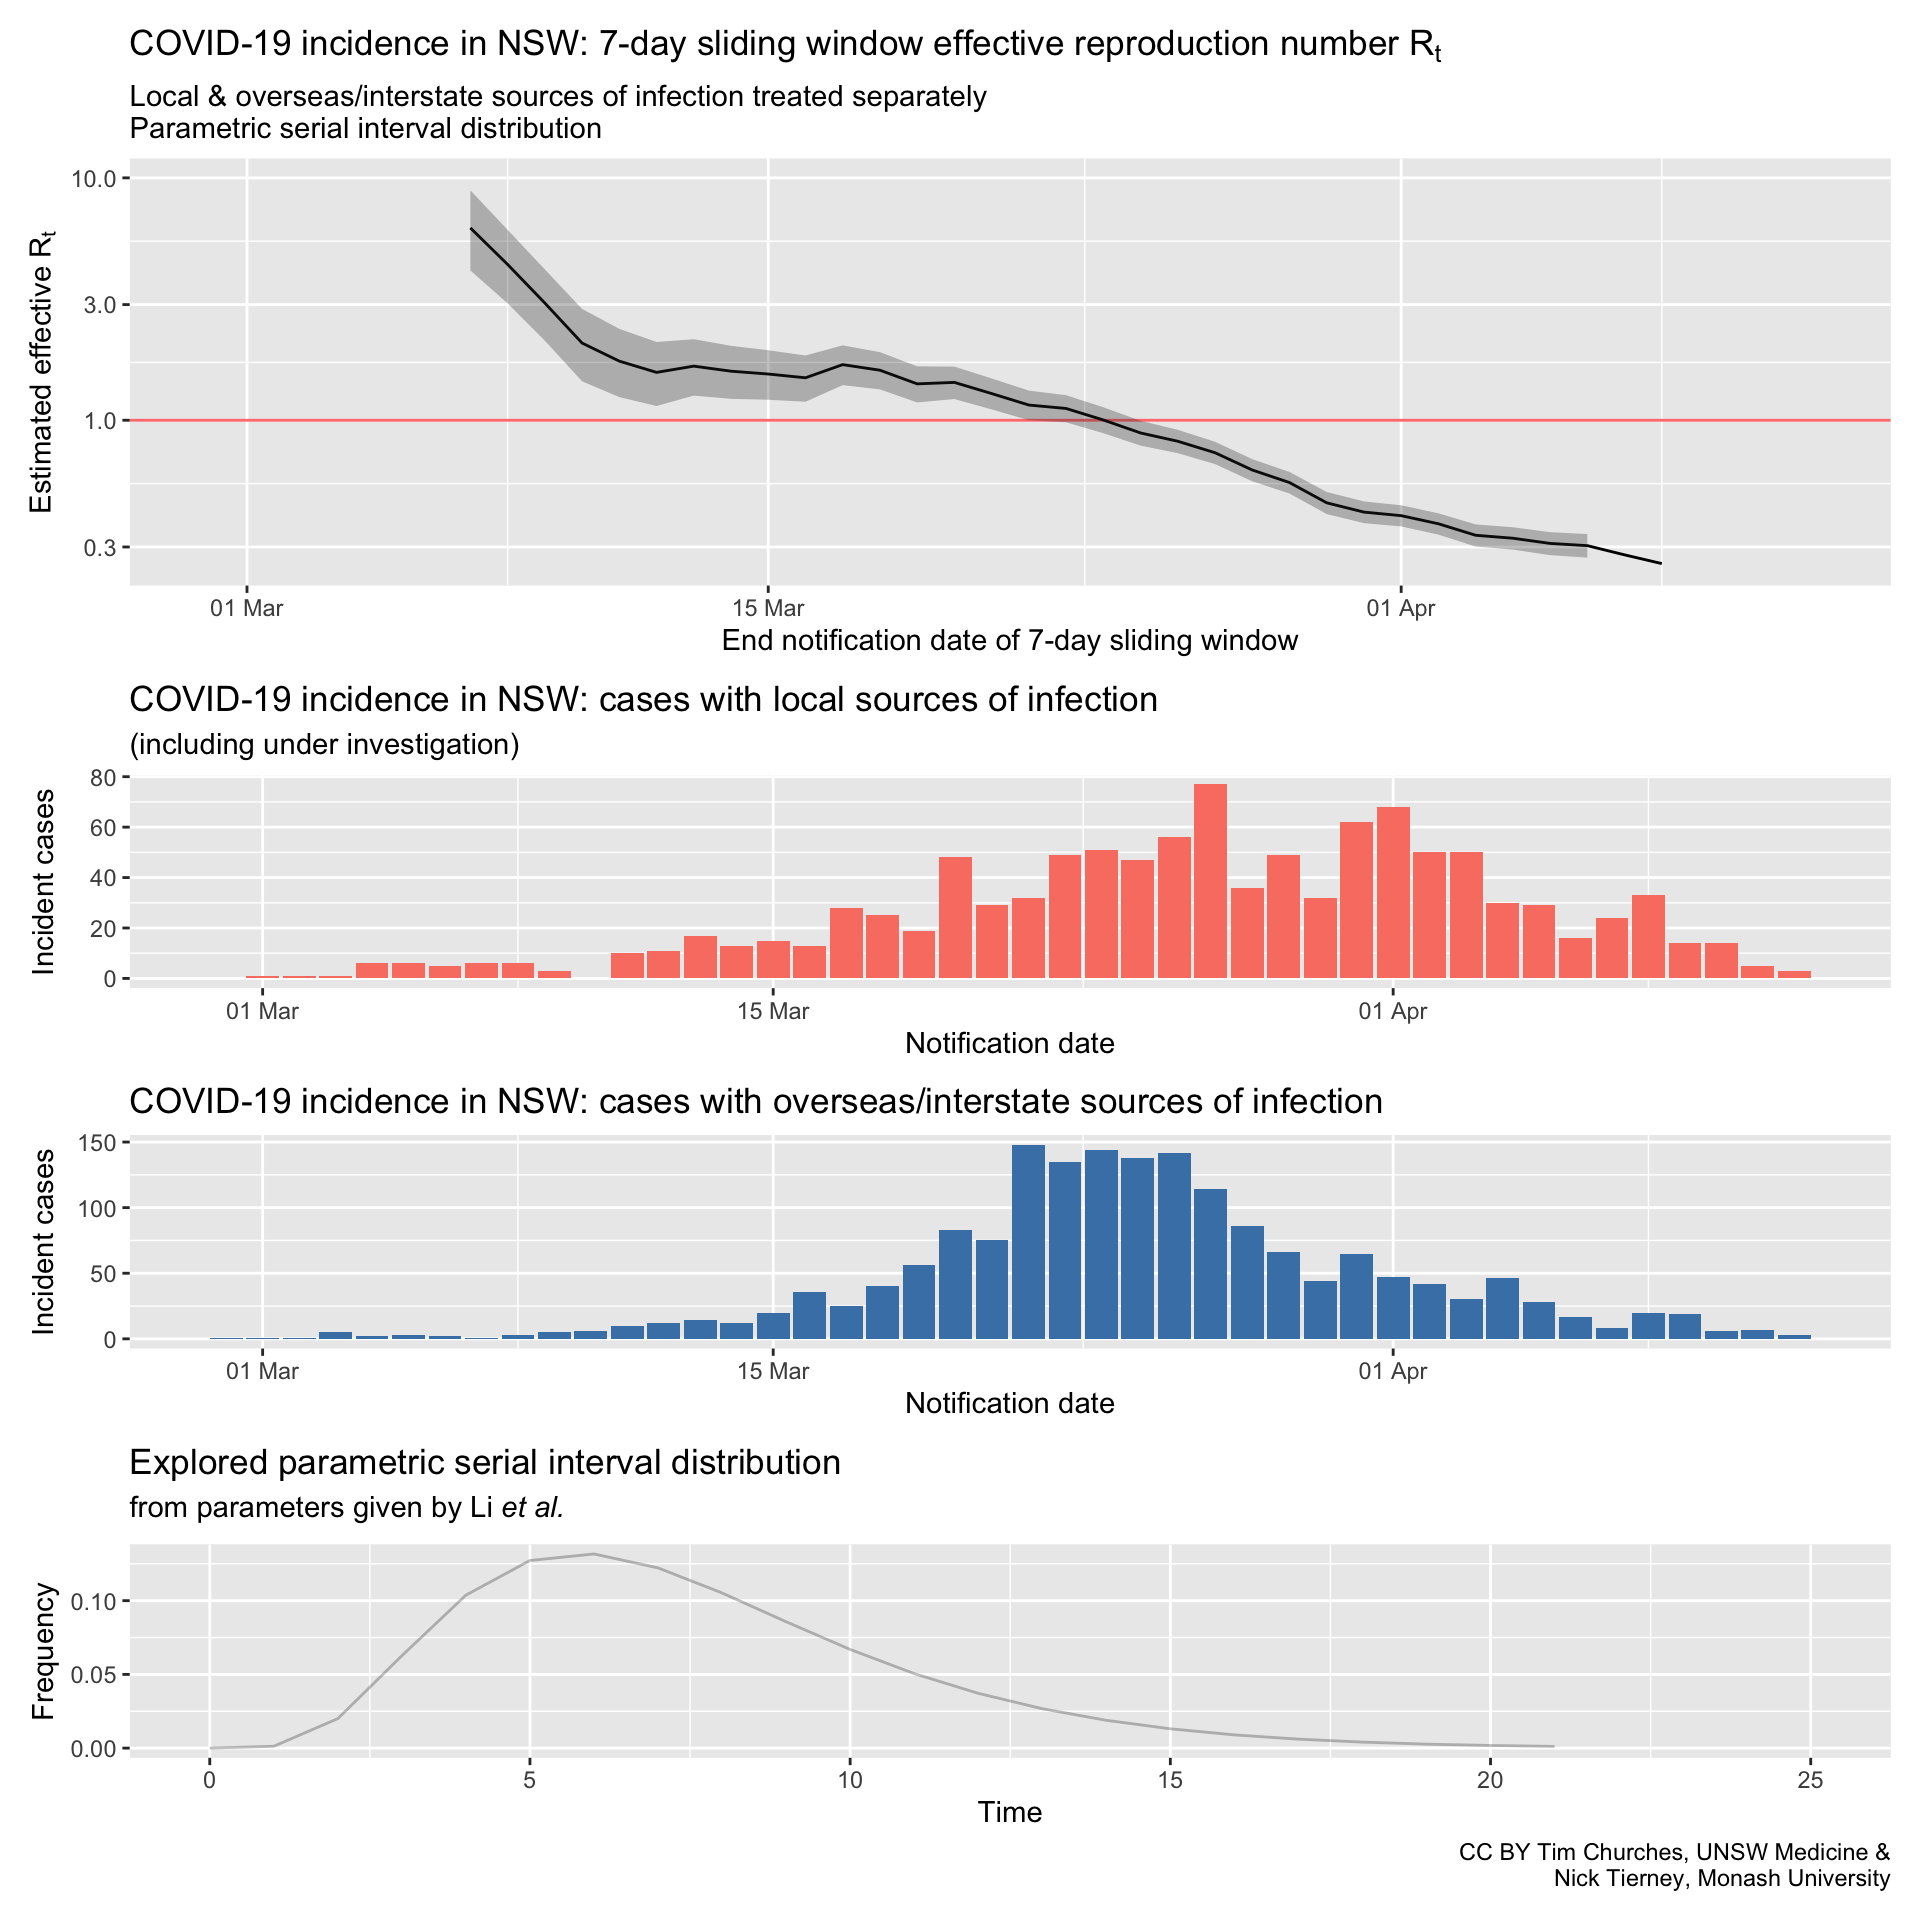 COVID-19 incidence in NSW: 7-day sliding window effective reproduction number Rt
Local & overseas/interstate sources of infection treated separately
Parametric serial interval distribution
Estimated effective Rt
10.0
3.0
1.0
0.3
01 Mar 15 Mar 01 Apr
End notification date of 7-day sliding window
COVID-19 incidence in NSW: cases with local sources of infection
(including under investigation)
Incident cases
80
60
40
20
0
01 Mar 15 Mar 01 Apr
Notification date
COVID-19 incidence in NSW: cases with overseas/interstate sources of infection
Incident cases
150
100
50
0
01 Mar 15 Mar 01 Apr
Notification date
Explored parametric serial interval distribution
from parameters given by Li et al.
Frequency
0.10
0.05
0.00
0 5 10 15 20 25
Time
CC BY Tim Churches, UNSW Medicine &
Nick Tierney, Monash University